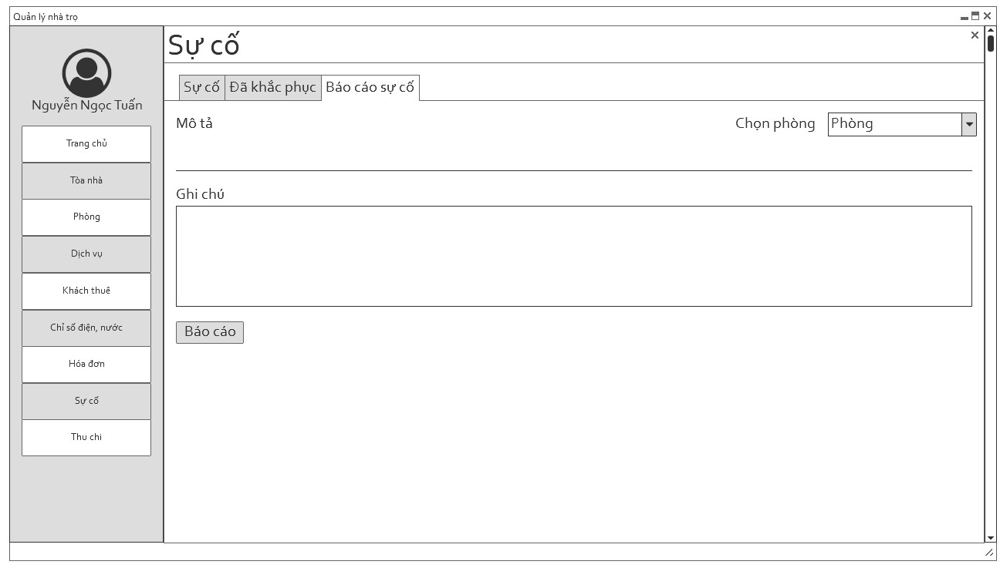 Quản lý nhà trọ
Nguyễn Ngọc Tuấn
Trang chủ
Tòa nhà
Phòng
Dịch vụ
Khách thuê
Chỉ số điện, nước
Hóa đơn
Sự cố
Thu chi
Sự cố
Sự cố
Đã khắc phục
Báo cáo sự cố
Mô tả
Chọn phòng
Phòng
Ghi chú
Báo cáo